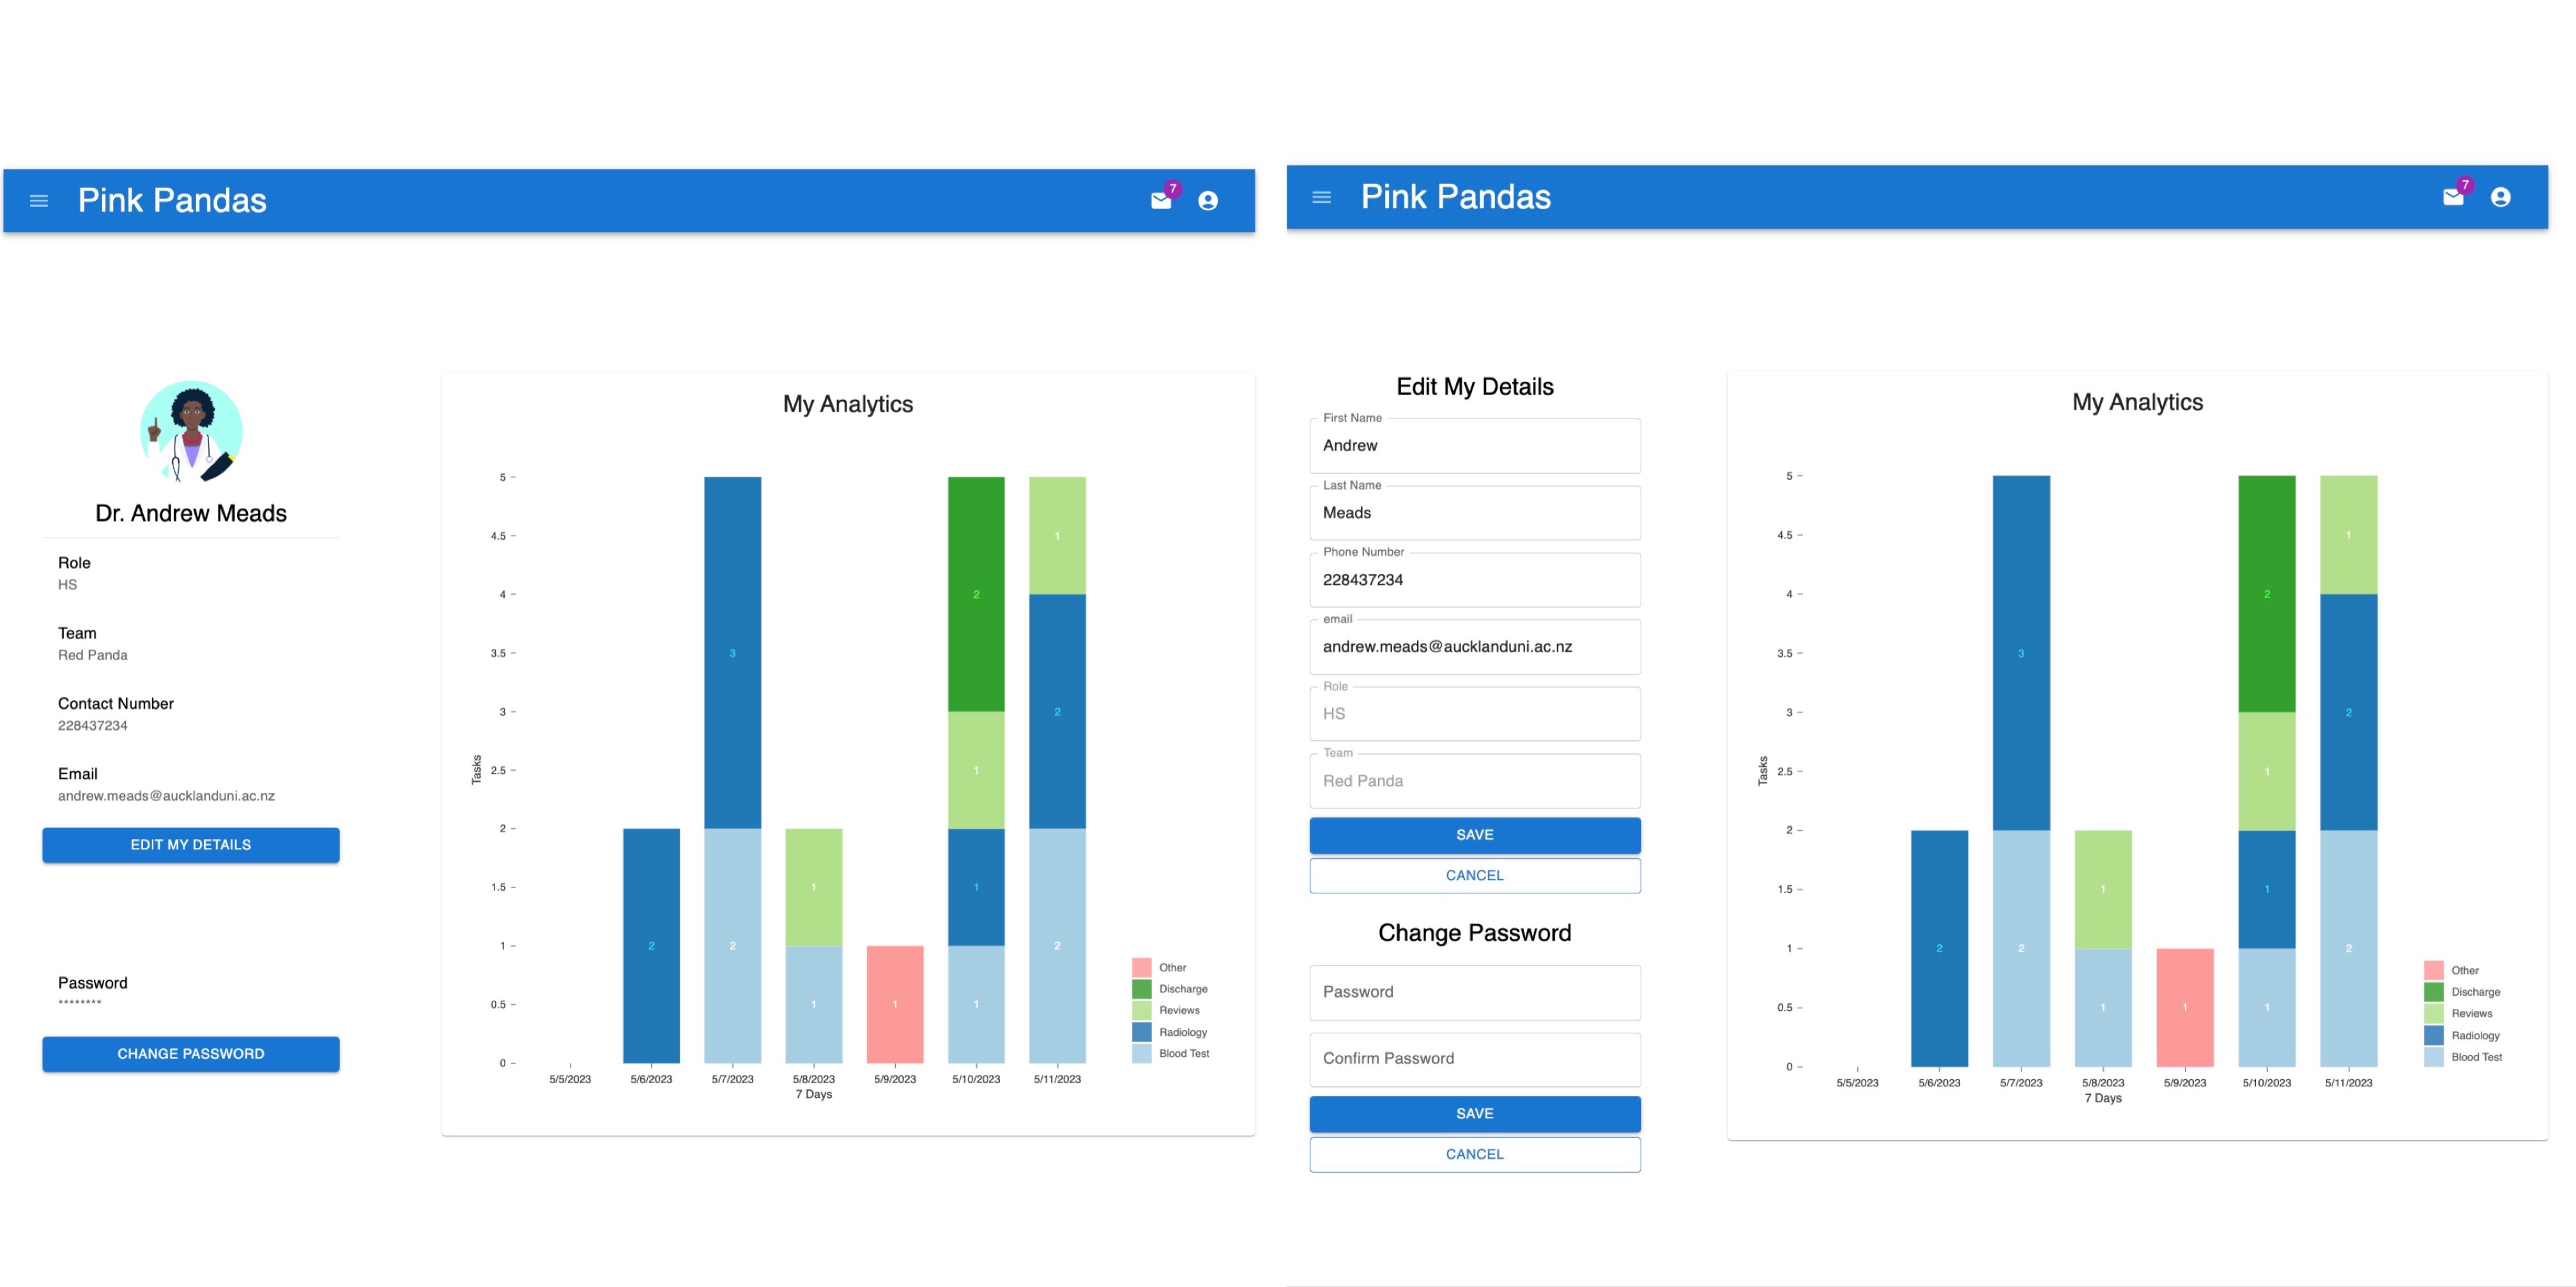 Pink Pandas
7
Dr. Andrew Meads
Role
HS
Team
Red Panda
Contact Number
228437234
Email
andrew.meads@aucklanduni.ac.nz
EDIT MY DETAILS
Password
********
CHANGE PASSWORD
My Analytics
Tasks
5
4.5
4
3.5
3
2.5
2
1.5
1
0.5
0
2
3
2
1
1
1
2
1
1
1
1
2
2
5/5/2023
5/6/2023
5/7/2023
5/8/2023
5/9/2023
5/10/2023
5/11/2023
7 Days
Other
Discharge
Reviews
Radiology
Blood Test
Pink Pandas
7
Edit My Details
First Name
Andrew
Last Name
Meads
Phone Number
228437234
email
andrew.meads@aucklanduni.ac.nz
Role
HS
Team
Red Panda
SAVE
CANCEL
Change Password
Password
Confirm Password
SAVE
CANCEL
My Analytics
Tasks
5
4.5
4
3.5
3
2.5
2
1.5
1
0.5
0
2
3
2
1
1
1
2
1
1
1
1
2
2
5/5/2023
5/6/2023
5/7/2023
5/8/2023
5/9/2023
5/10/2023
5/11/2023
7 Days
Other
Discharge
Reviews
Radiology
Blood Test